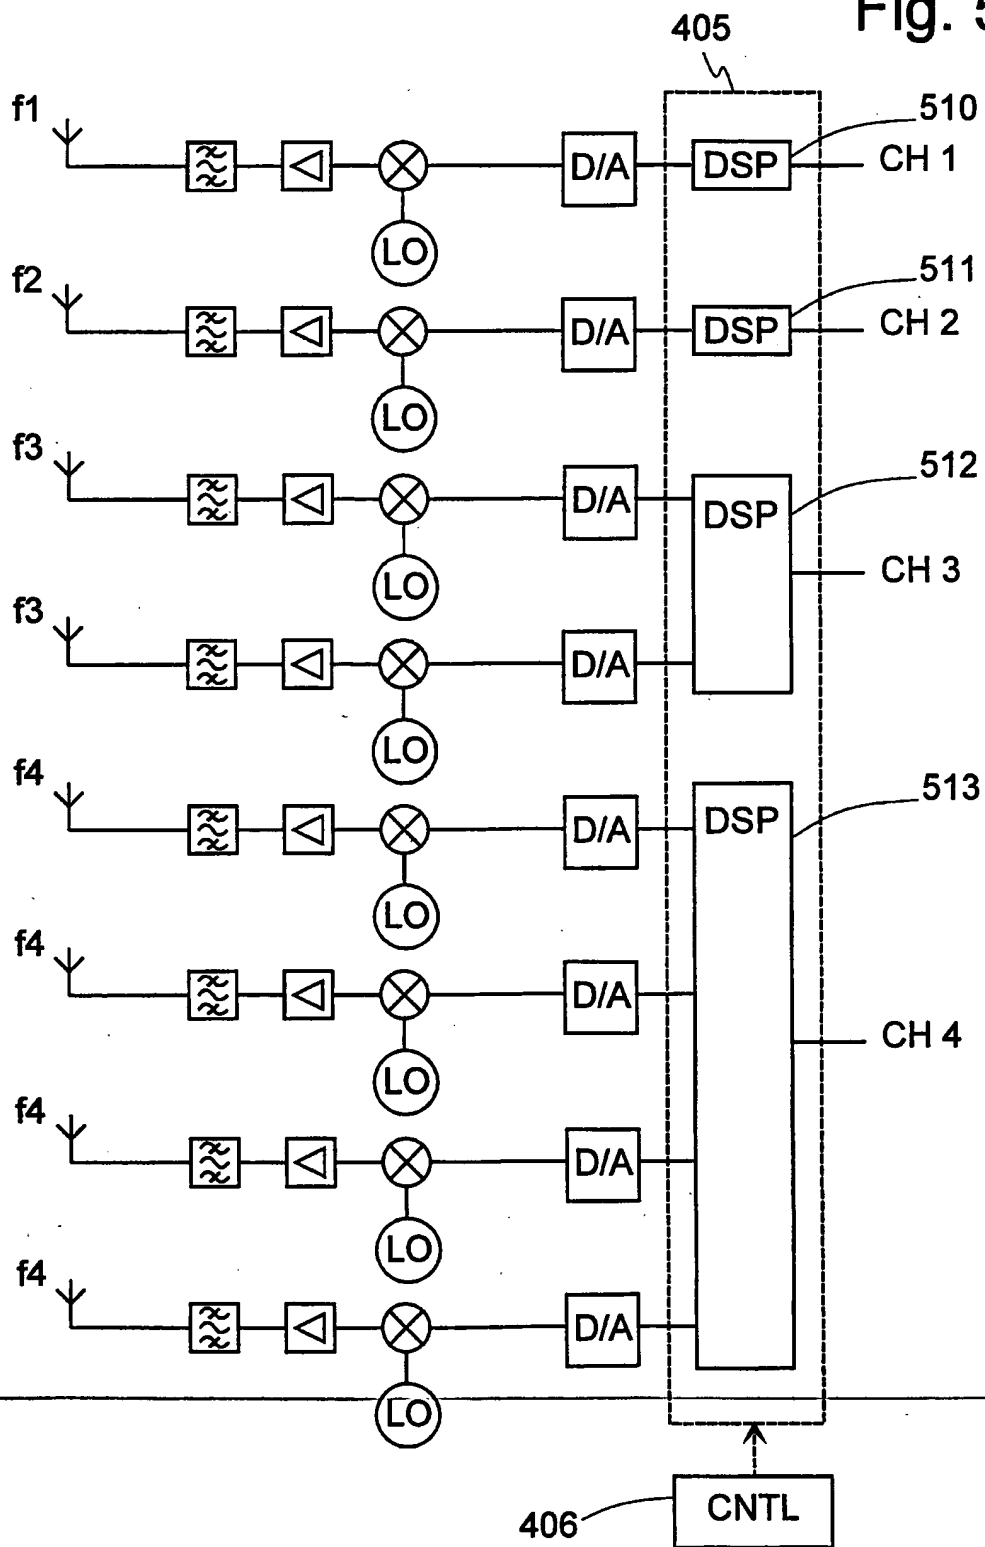 Fig. 5
405
f1
D/A
DSP
510
CH 1
LO
f2
D/A
DSP
511
CH 2
LO
f3
D/A
DSP
512
LO
CH 3
f3
D/A
LO
f4
D/A
DSP
513
LO
f4
D/A
CH 4
LO
f4
D/A
LO
f4
D/A
LO
406
CNTL